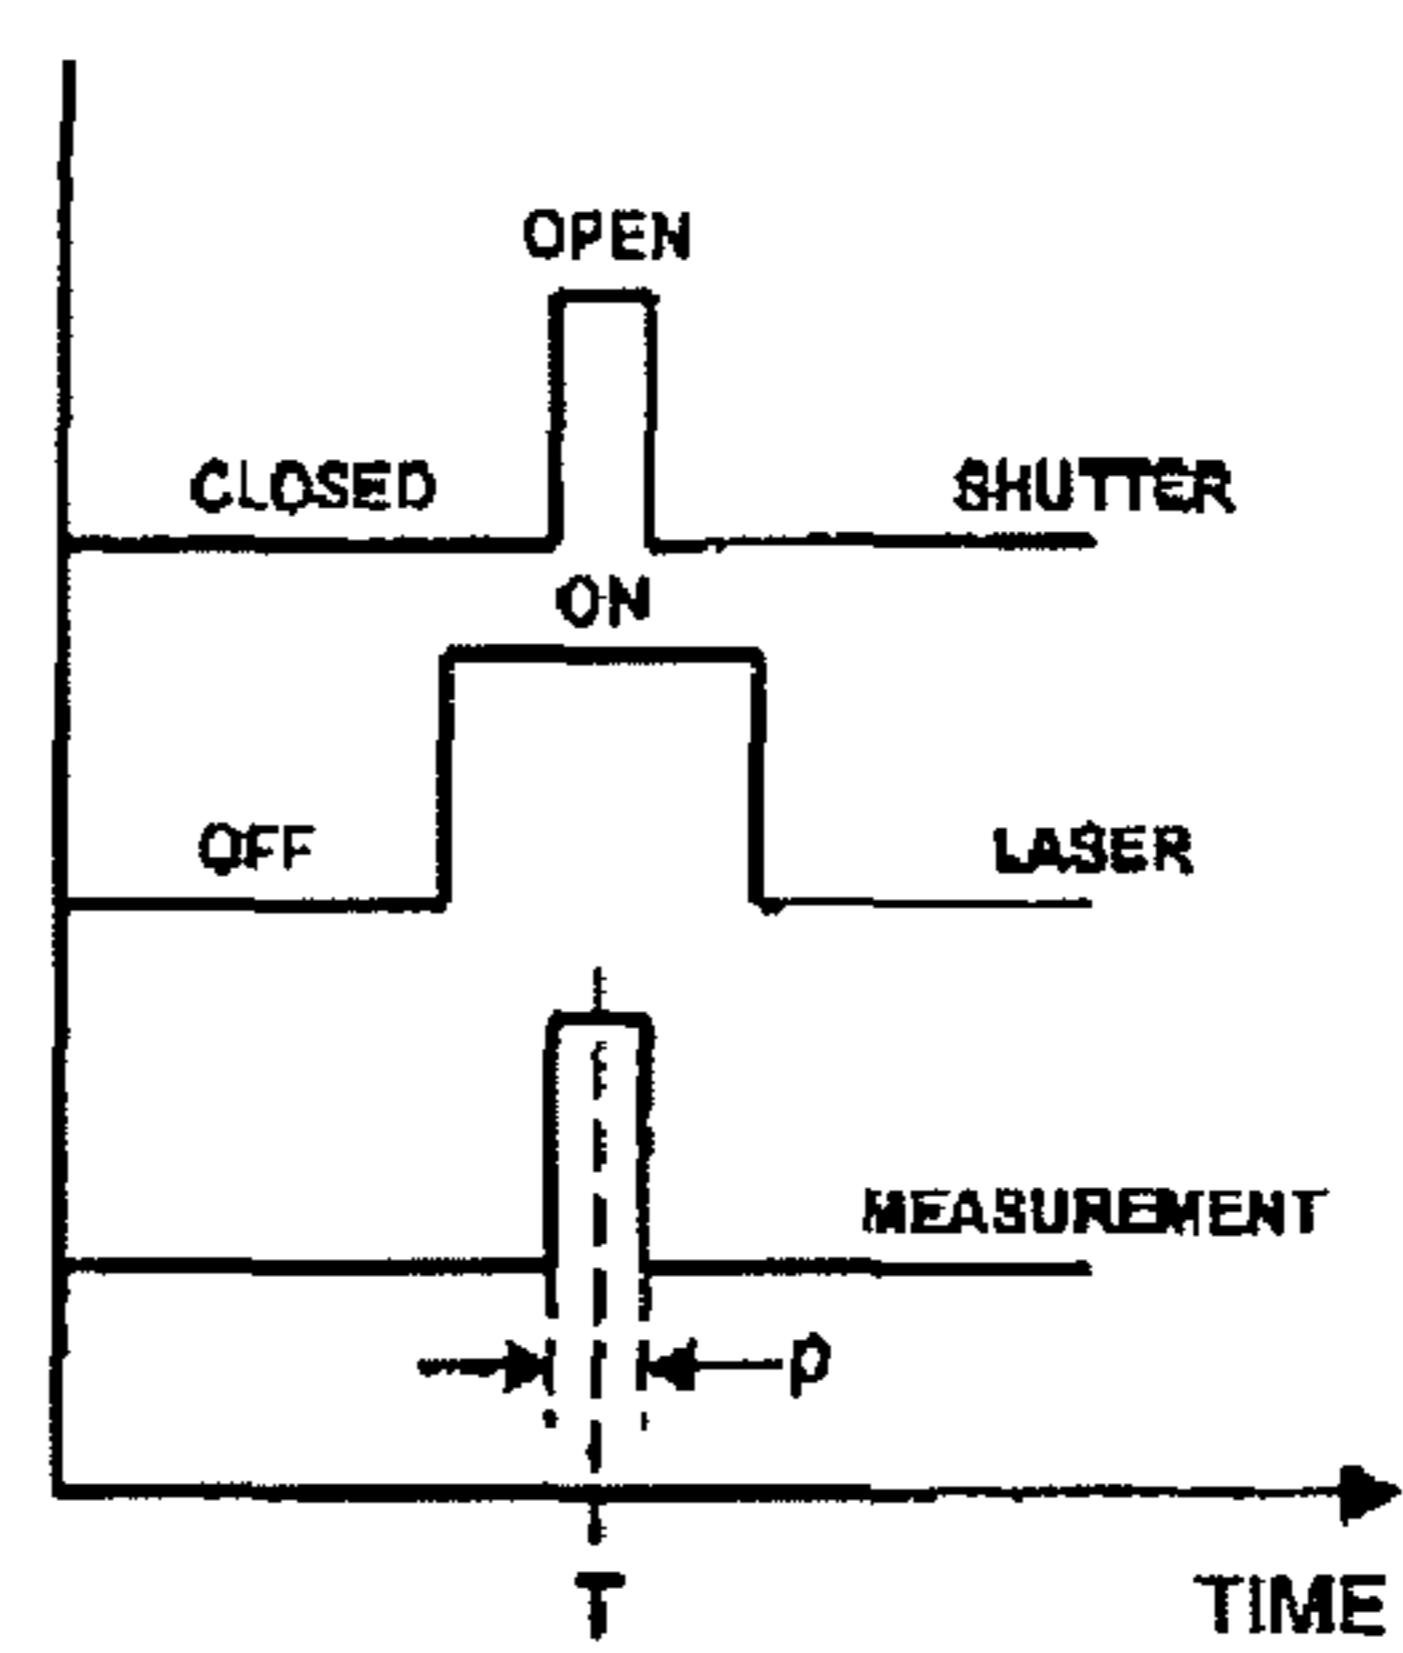 OPEN
CLOSED
SHUTTER
ON
OFF
LASER
MEASUREMENT
p
T
TIME